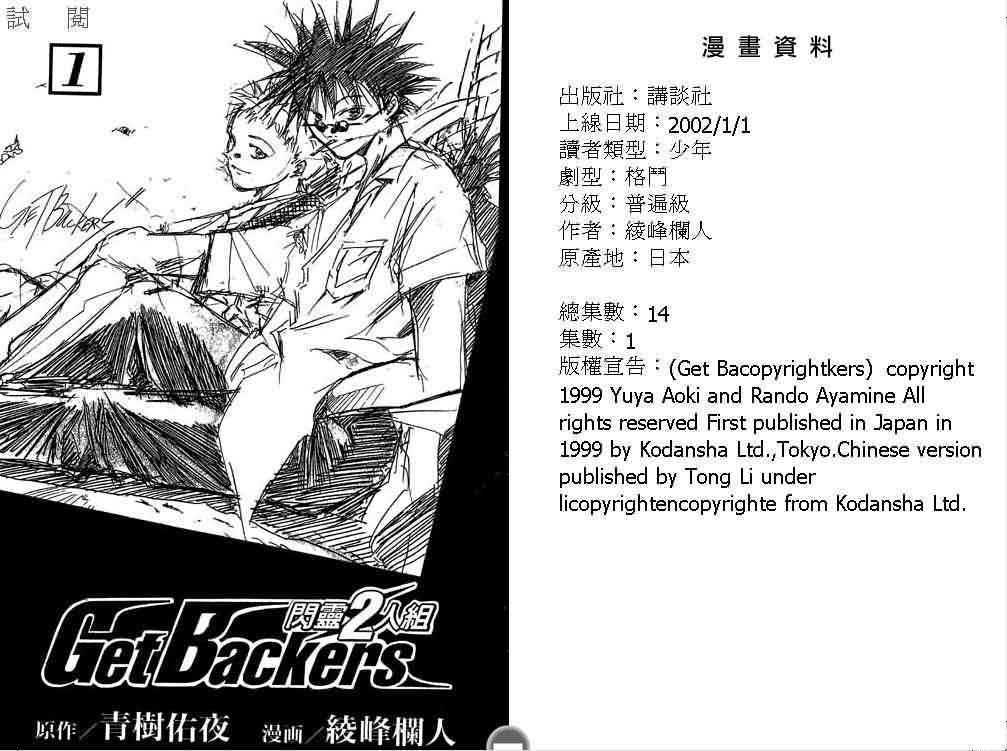 試 閱
1
GET BACKERS
閃靈2人組
Get Backers
原作／青樹佑夜 漫画／綾峰欄人
漫畫資料
出版社：講談社
上線日期：2002/1/1
讀者類型：少年
劇型：格鬥
分級：普遍級
作者：綾峰欄人
原產地：日本
總集數：14
集數：1
版權宣告：(Get Bacopyrightkers) copyright
1999 Yuya Aoki and Rando Ayamine All
rights reserved First published in Japan in
1999 by Kodansha Ltd.,Tokyo.Chinese version
published by Tong Li under
licopyrightencopyrighte from Kodansha Ltd.